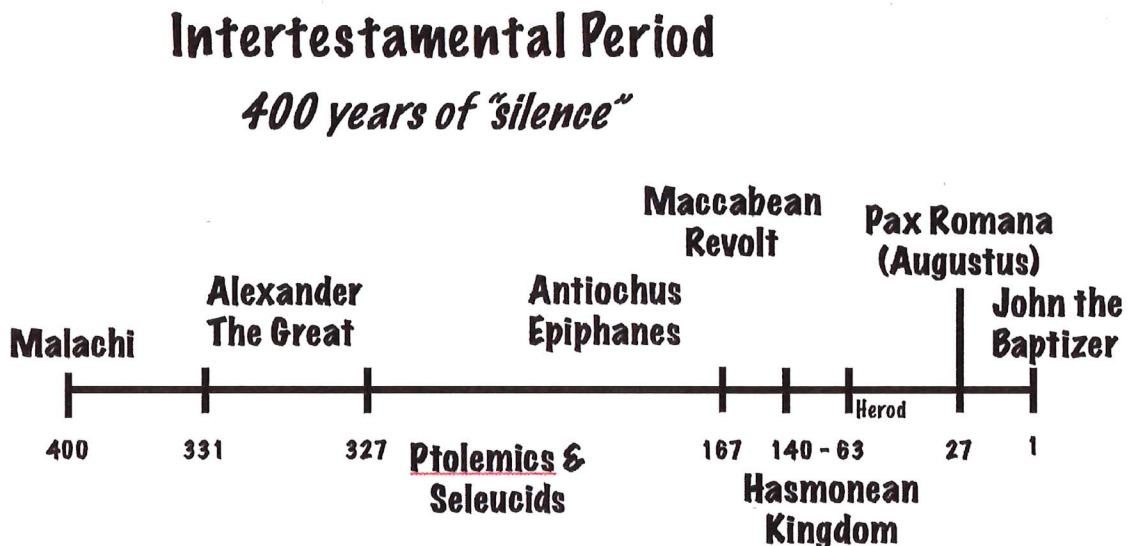 Intertestamental Period
400 years of "silence"
Maccabean
Revolt
Pax Romana
(Augustus)
Alexander
The Great
Antiochus
Epiphanes
John the
Baptizer
Malachi
Herod
400
331
327
167
140 - 63
27
1
Ptolemics &
Seleucids
Hasmonean
Kingdom